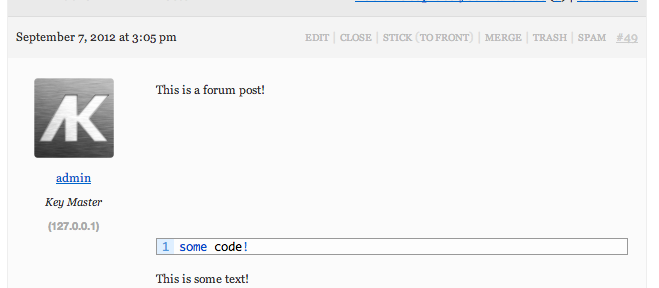 September 7, 2012 at 3:05 pm
EDIT | CLOSE | STICK (TO FRONT) | MERGE | TRASH | SPAM #49
This is a forum post!
AK
admin
Key Master
(127.0.0.1)
1 some code!
This is some text!